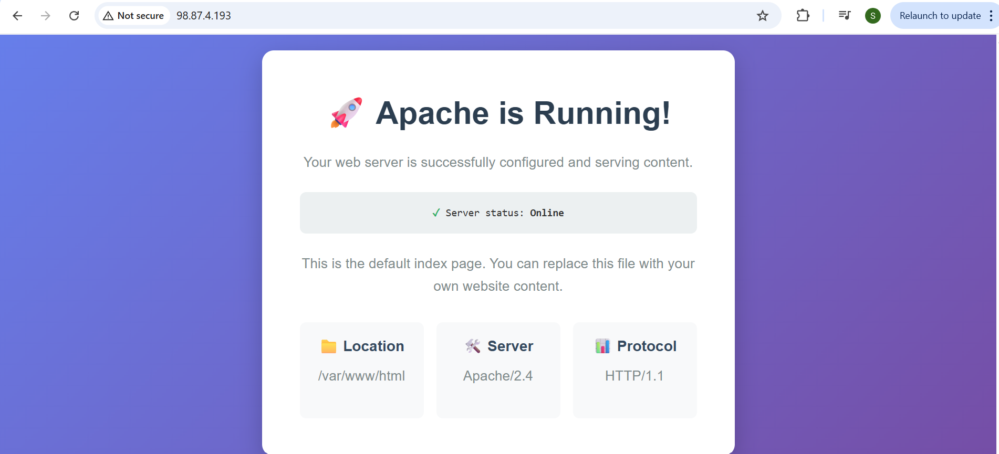 Not secure 98.87.4.193 S Relaunch to update
🚀 Apache is Running!
Your web server is successfully configured and serving content.
✓ Server status: Online
This is the default index page. You can replace this file with your
own website content.
📁 Location
/var/www/html
🛠 Server
Apache/2.4
📊 Protocol
HTTP/1.1